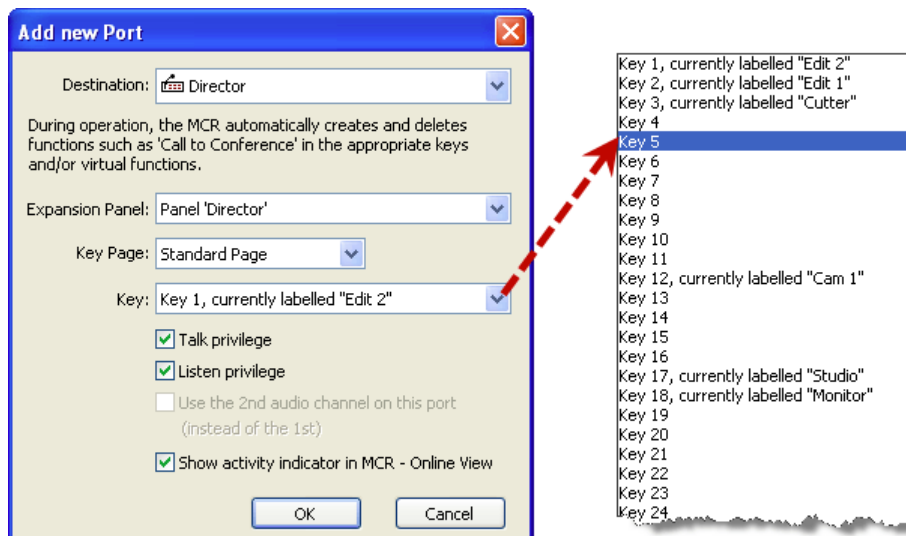 Add new Port
Destination: Director
During operation, the MCR automatically creates and deletes
functions such as 'Call to Conference' in the appropriate keys
and/or virtual functions.
Expansion Panel: Panel 'Director'
Key Page: Standard Page
Key: Key 1, currently labelled "Edit 2"
Talk privilege
Listen privilege
Use the 2nd audio channel on this port
(instead of the 1st)
Show activity indicator in MCR - Online View
OK Cancel
Key 1, currently labelled "Edit 2"
Key 2, currently labelled "Edit 1"
Key 3, currently labelled "Cutter"
Key 4
Key 5
Key 6
Key 7
Key 8
Key 9
Key 10
Key 11
Key 12, currently labelled "Cam 1"
Key 13
Key 14
Key 15
Key 16
Key 17, currently labelled "Studio"
Key 18, currently labelled "Monitor"
Key 19
Key 20
Key 21
Key 22
Key 23
Key 24